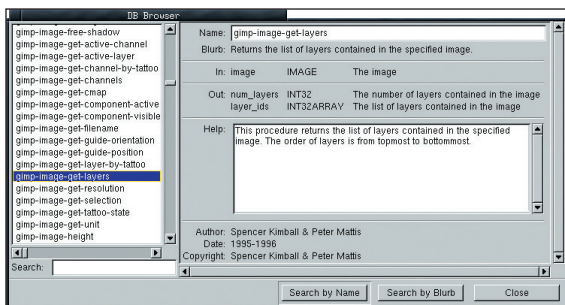 DB Browser
gimp-image-free-shadow
gimp-image-get-active-channel
gimp-image-get-active-layer
gimp-image-get-channel-by-tattoo
gimp-image-get-channels
gimp-image-get-cmap
gimp-image-get-component-active
gimp-image-get-component-visible
gimp-image-get-filename
gimp-image-get-guide-orientation
gimp-image-get-guide-position
gimp-image-get-layer-by-tattoo
gimp-image-get-layers
gimp-image-get-resolution
gimp-image-get-selection
gimp-image-get-tattoo-state
gimp-image-get-unit
gimp-image-height
Search:
Name: gimp-image-get-layers
Blurb: Returns the list of layers contained in the specified image.
In: image IMAGE The image
Out: num_layers INT32 The number of layers contained in the image
layer_ids INT32ARRAY The list of layers contained in the image
Help: This procedure returns the list of layers contained in the specified
image. The order of layers is from topmost to bottommost.
Author: Spencer Kimball & Peter Mattis
Date: 1995-1996
Copyright: Spencer Kimball & Peter Mattis
Search by Name Search by Blurb Close